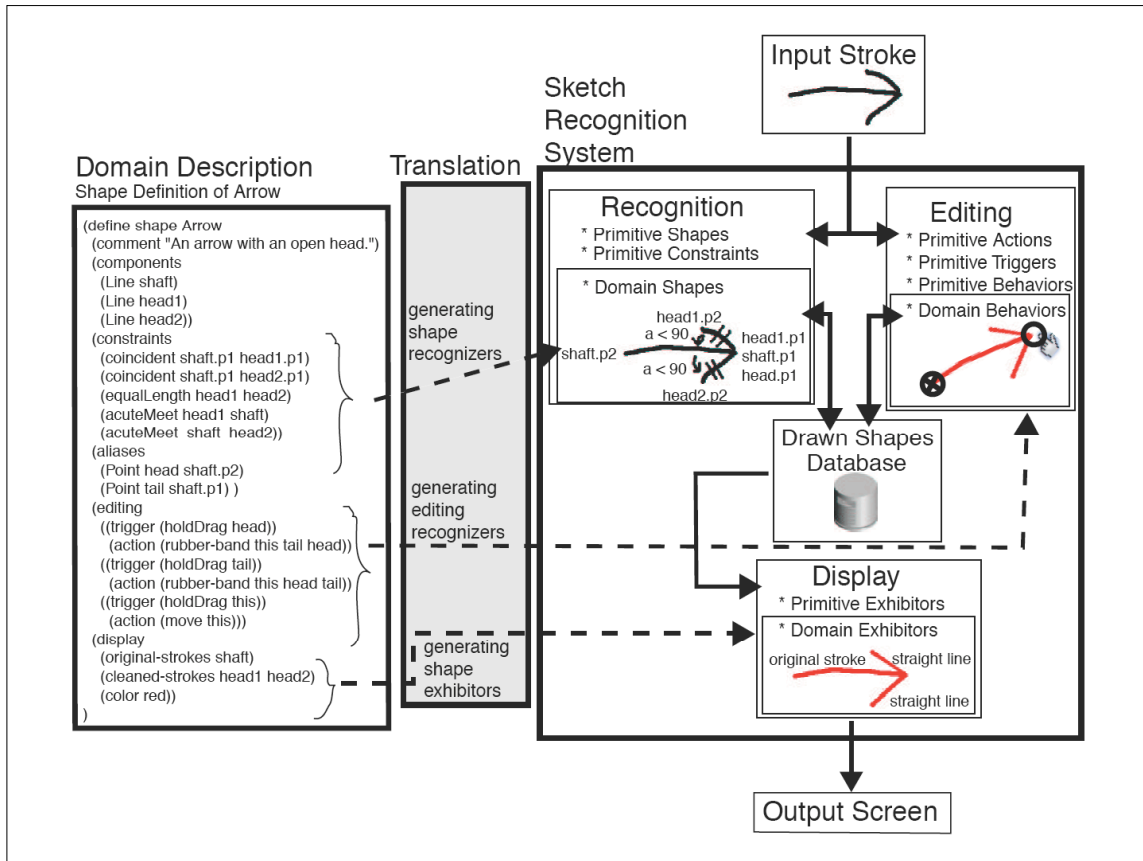 Input Stroke
Sketch
Recognition
System
Domain Description
Shape Definition of Arrow
(define shape Arrow
(comment "An arrow with an open head.")
(components
(Line shaft)
(Line head1)
(Line head2))
(constraints
(coincident shaft.p1 head1.p1)
(coincident shaft.p1 head2.p1)
(equalLength head1 head2)
(acuteMeet head1 shaft)
(acuteMeet shaft head2))
(aliases
(Point head shaft.p2)
(Point tail shaft.p1) )
(editing
((trigger (holdDrag head))
(action (rubber-band this tail head))
((trigger (holdDrag tail))
(action (rubber-band this head tail))
((trigger (holdDrag this))
(action (move this)))
(display
(original-strokes shaft)
(cleaned-strokes head1 head2)
(color red))
)
Translation
generating
shape
recognizers
generating
editing
recognizers
generating
shape
exhibitors
Recognition
* Primitive Shapes
* Primitive Constraints
* Domain Shapes
head1.p2
a < 90
shaft.p2
a < 90
head2.p2
head1.p1
shaft.p1
head.p1
Editing
* Primitive Actions
* Primitive Triggers
* Primitive Behaviors
* Domain Behaviors
Drawn Shapes
Database
Display
* Primitive Exhibitors
* Domain Exhibitors
original stroke
straight line
straight line
Output Screen